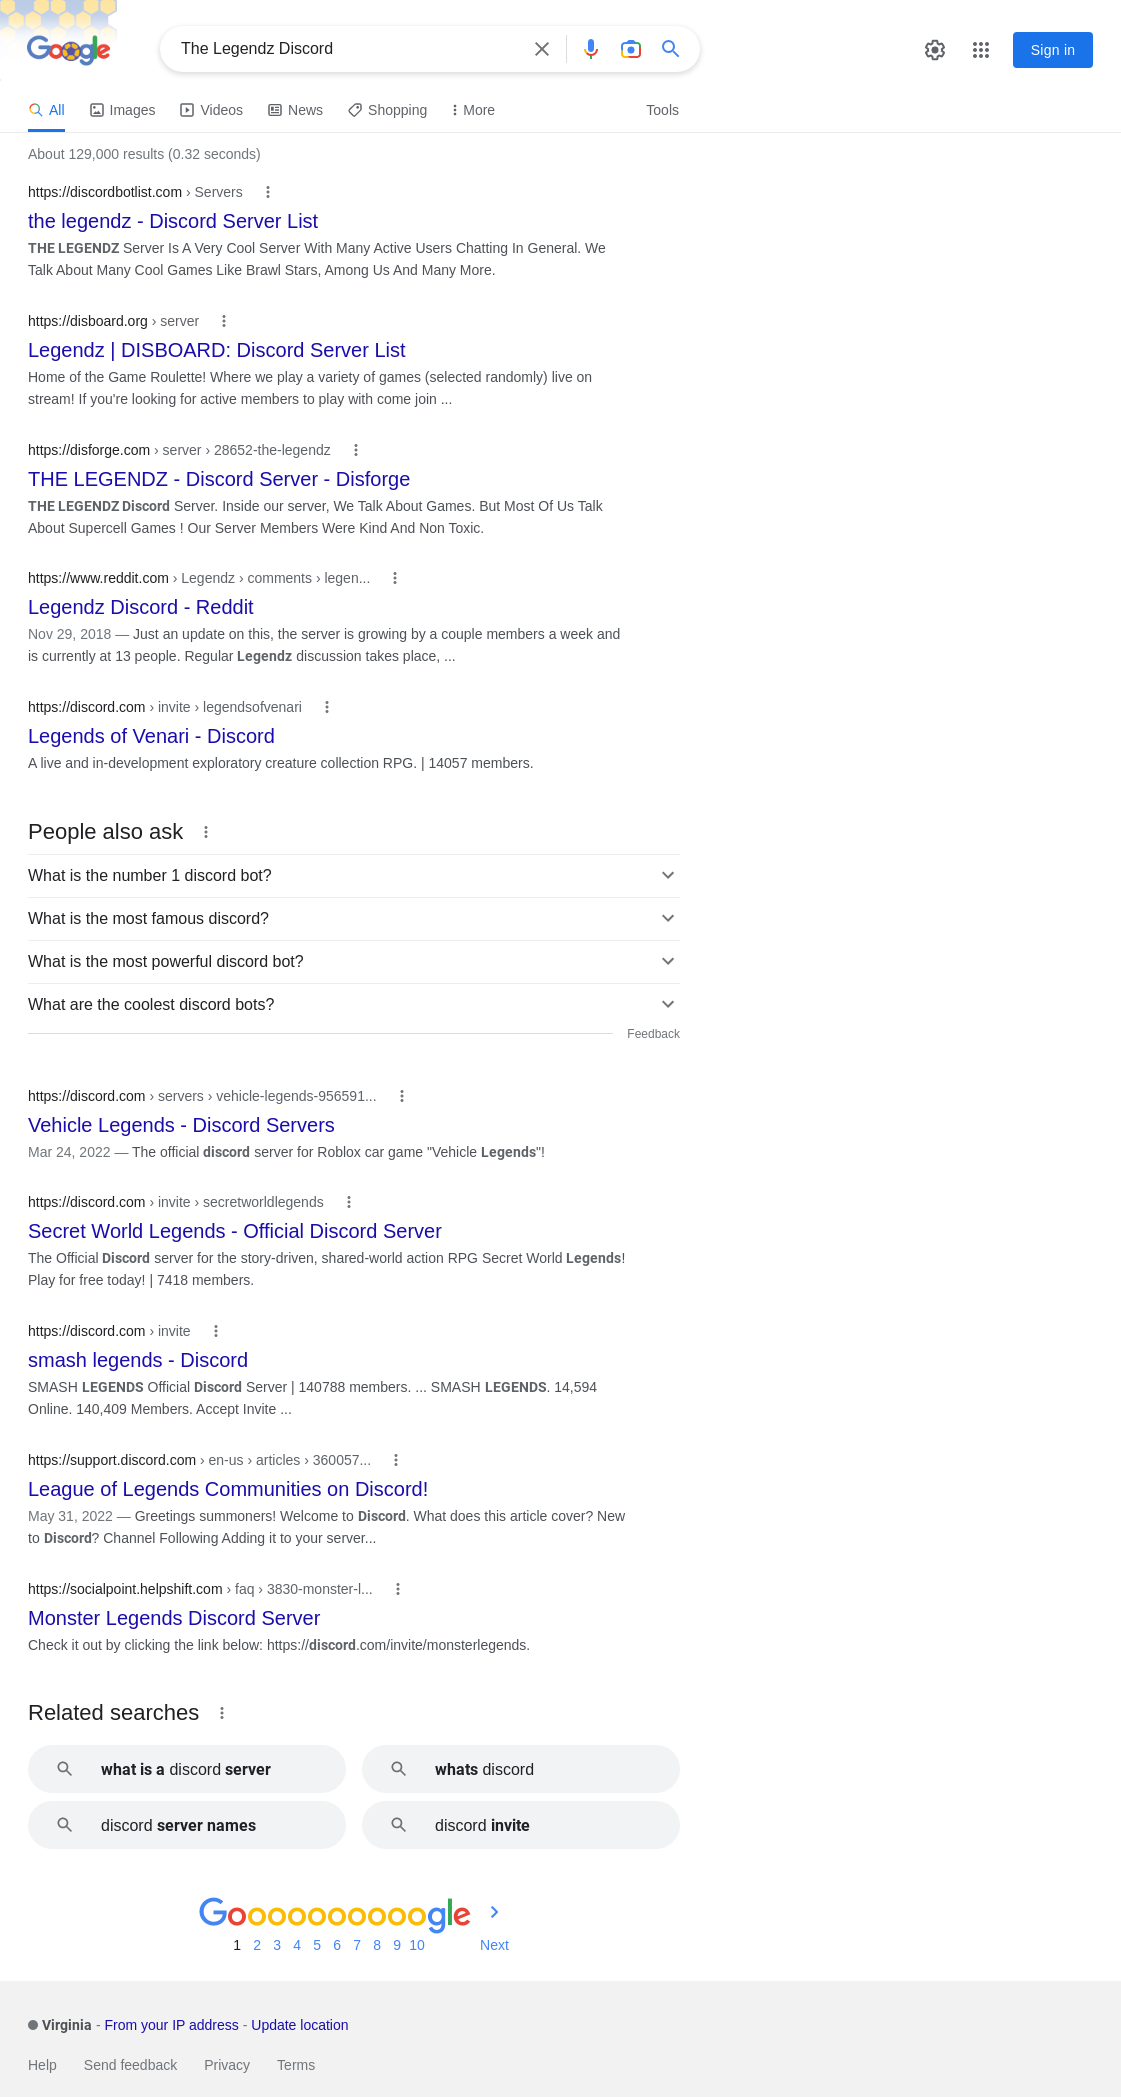 Google
The Legendz Discord
Sign in
All Images Videos News Shopping More Tools
About 129,000 results (0.32 seconds)
https://discordbotlist.com › Servers
the legendz - Discord Server List
THE LEGENDZ Server Is A Very Cool Server With Many Active Users Chatting In General. We
Talk About Many Cool Games Like Brawl Stars, Among Us And Many More.
https://disboard.org › server
Legendz | DISBOARD: Discord Server List
Home of the Game Roulette! Where we play a variety of games (selected randomly) live on
stream! If you're looking for active members to play with come join ...
https://disforge.com › server › 28652-the-legendz
THE LEGENDZ - Discord Server - Disforge
THE LEGENDZ Discord Server. Inside our server, We Talk About Games. But Most Of Us Talk
About Supercell Games ! Our Server Members Were Kind And Non Toxic.
https://www.reddit.com › Legendz › comments › legen...
Legendz Discord - Reddit
Nov 29, 2018 — Just an update on this, the server is growing by a couple members a week and
is currently at 13 people. Regular Legendz discussion takes place, ...
https://discord.com › invite › legendsofvenari
Legends of Venari - Discord
A live and in-development exploratory creature collection RPG. | 14057 members.
People also ask
What is the number 1 discord bot?
What is the most famous discord?
What is the most powerful discord bot?
What are the coolest discord bots?
Feedback
https://discord.com › servers › vehicle-legends-956591...
Vehicle Legends - Discord Servers
Mar 24, 2022 — The official discord server for Roblox car game "Vehicle Legends"!
https://discord.com › invite › secretworldlegends
Secret World Legends - Official Discord Server
The Official Discord server for the story-driven, shared-world action RPG Secret World Legends!
Play for free today! | 7418 members.
https://discord.com › invite
smash legends - Discord
SMASH LEGENDS Official Discord Server | 140788 members. ... SMASH LEGENDS. 14,594
Online. 140,409 Members. Accept Invite ...
https://support.discord.com › en-us › articles › 360057...
League of Legends Communities on Discord!
May 31, 2022 — Greetings summoners! Welcome to Discord. What does this article cover? New
to Discord? Channel Following Adding it to your server...
https://socialpoint.helpshift.com › faq › 3830-monster-l...
Monster Legends Discord Server
Check it out by clicking the link below: https://discord.com/invite/monsterlegends.
Related searches
what is a discord server
whats discord
discord server names
discord invite
Goooooooooogle
1 2 3 4 5 6 7 8 9 10 Next
Virginia - From your IP address - Update location
Help Send feedback Privacy Terms